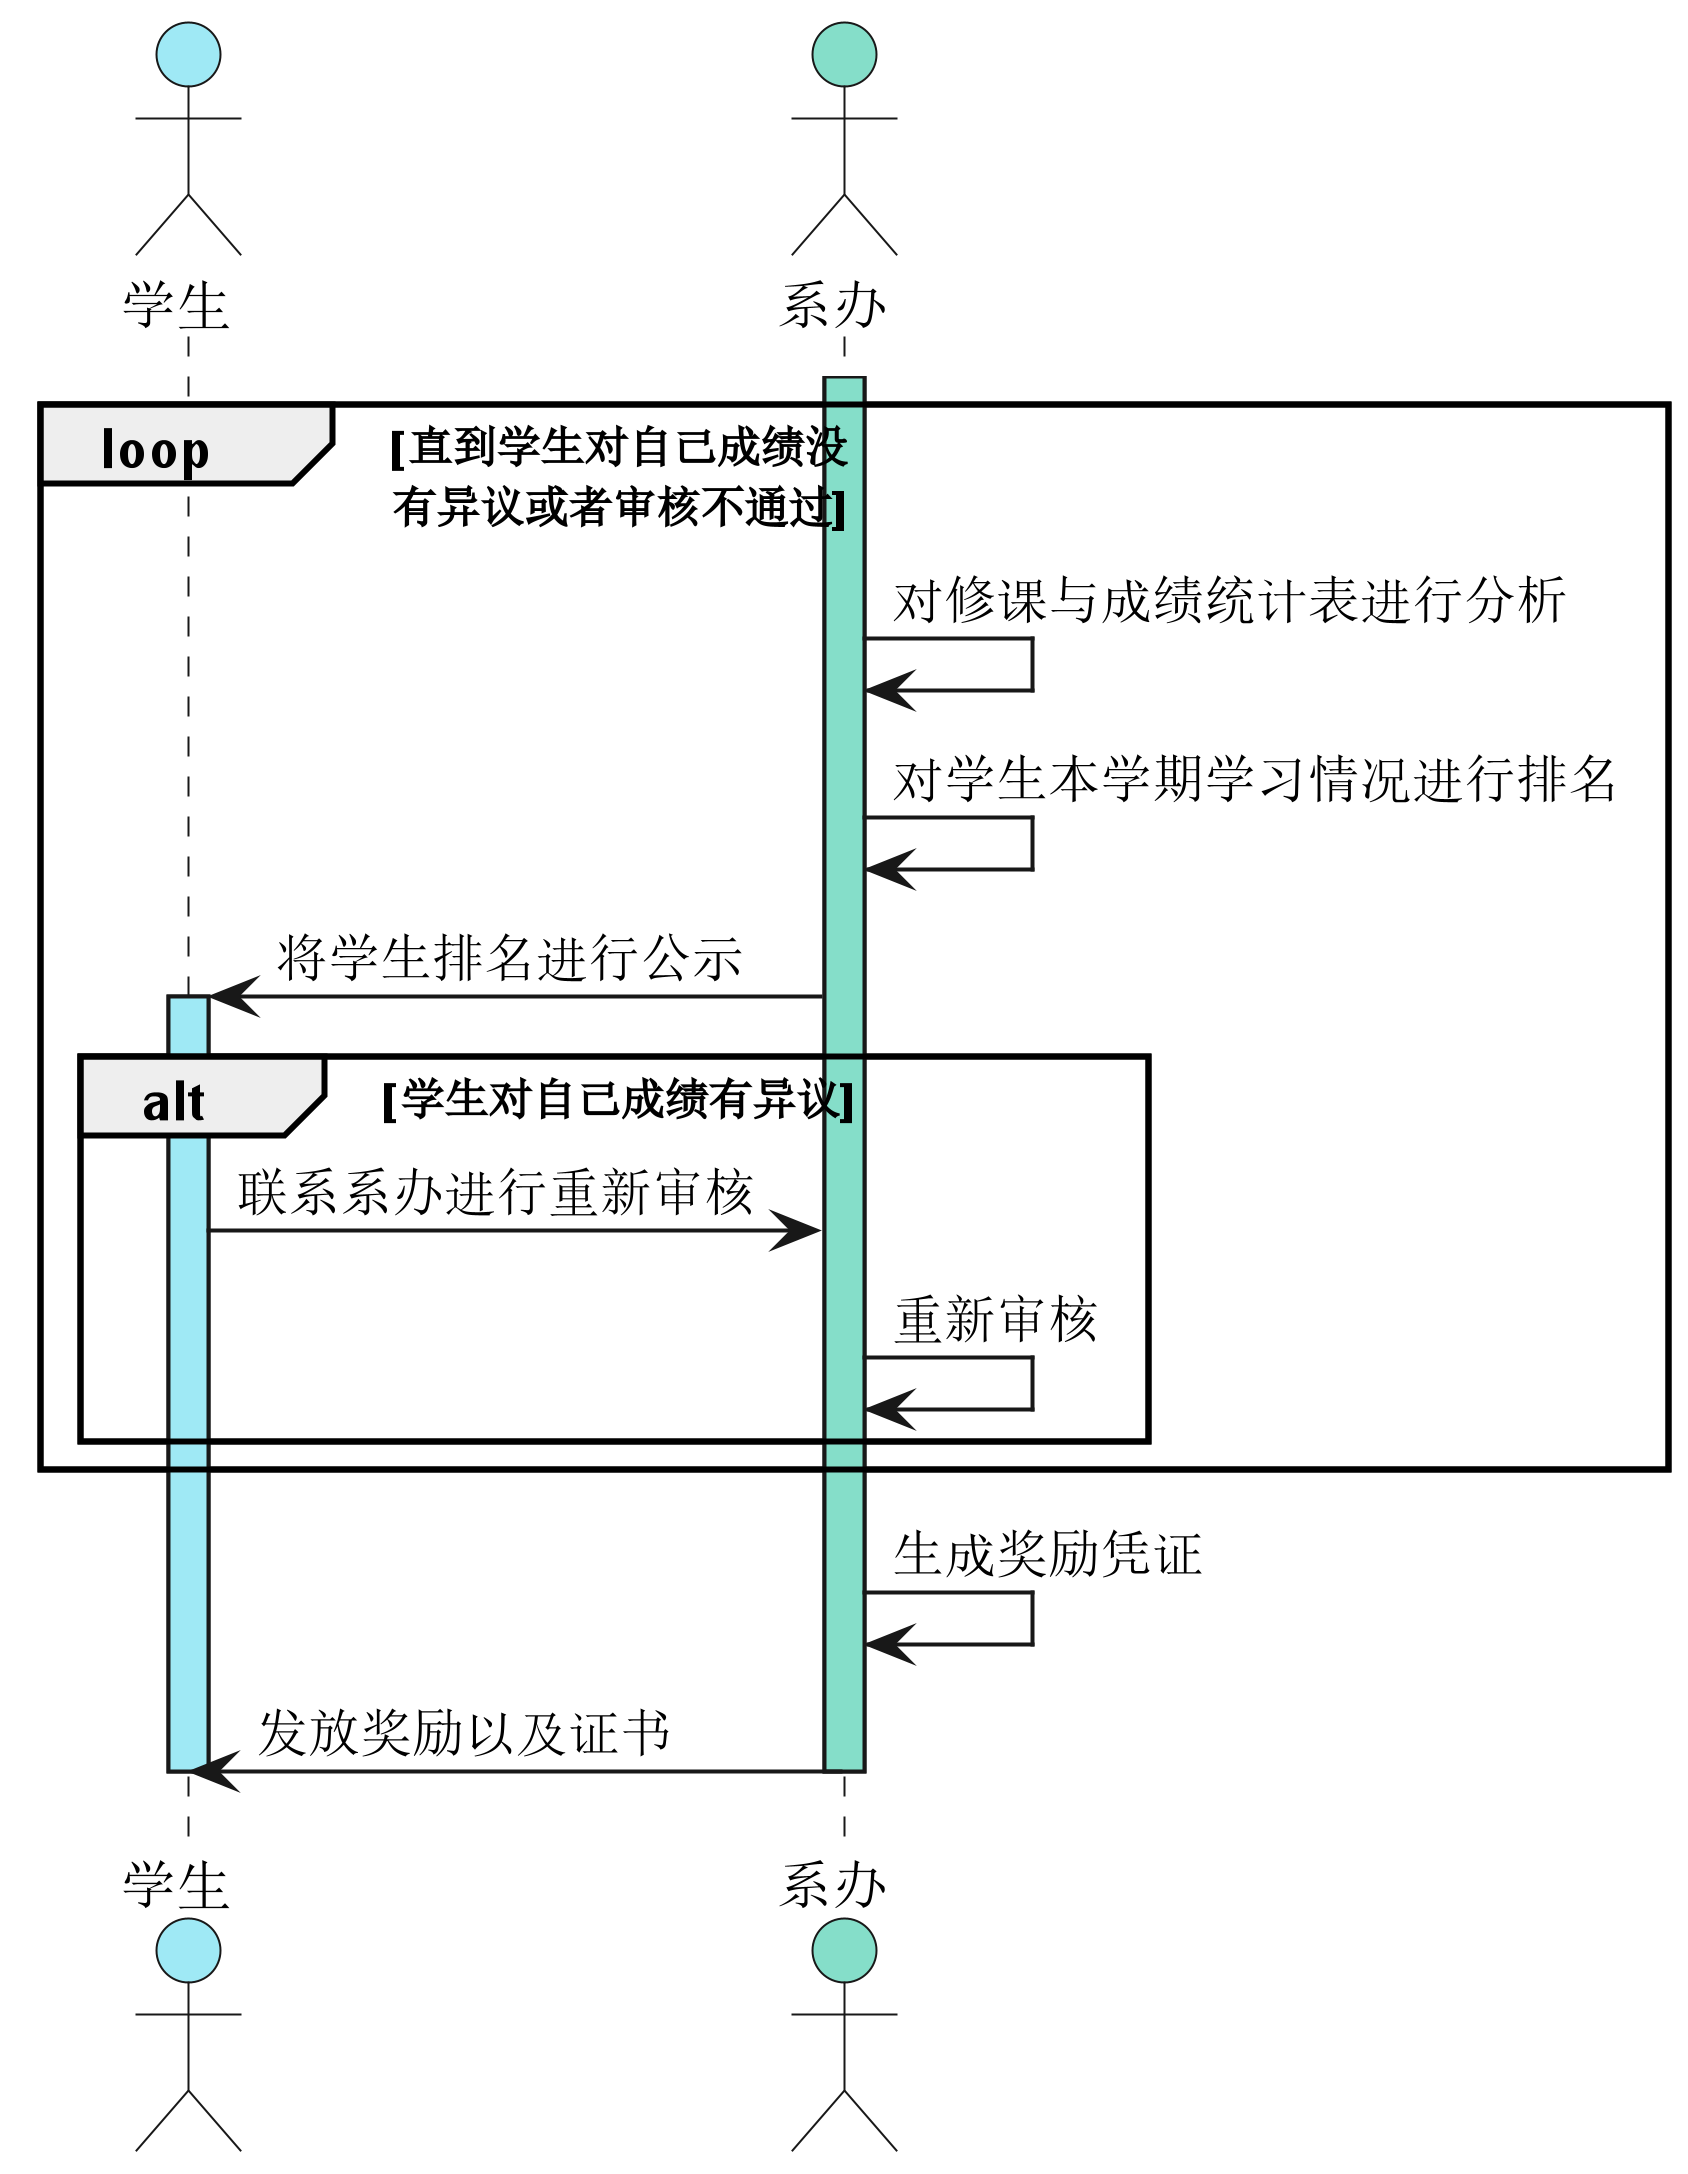 学生
系办
loop
[直到学生对自己成绩没
有异议或者审核不通过]
对修课与成绩统计表进行分析
对学生本学期学习情况进行排名
将学生排名进行公示
alt
[学生对自己成绩有异议]
联系系办进行重新审核
重新审核
生成奖励凭证
发放奖励以及证书
学生
系办